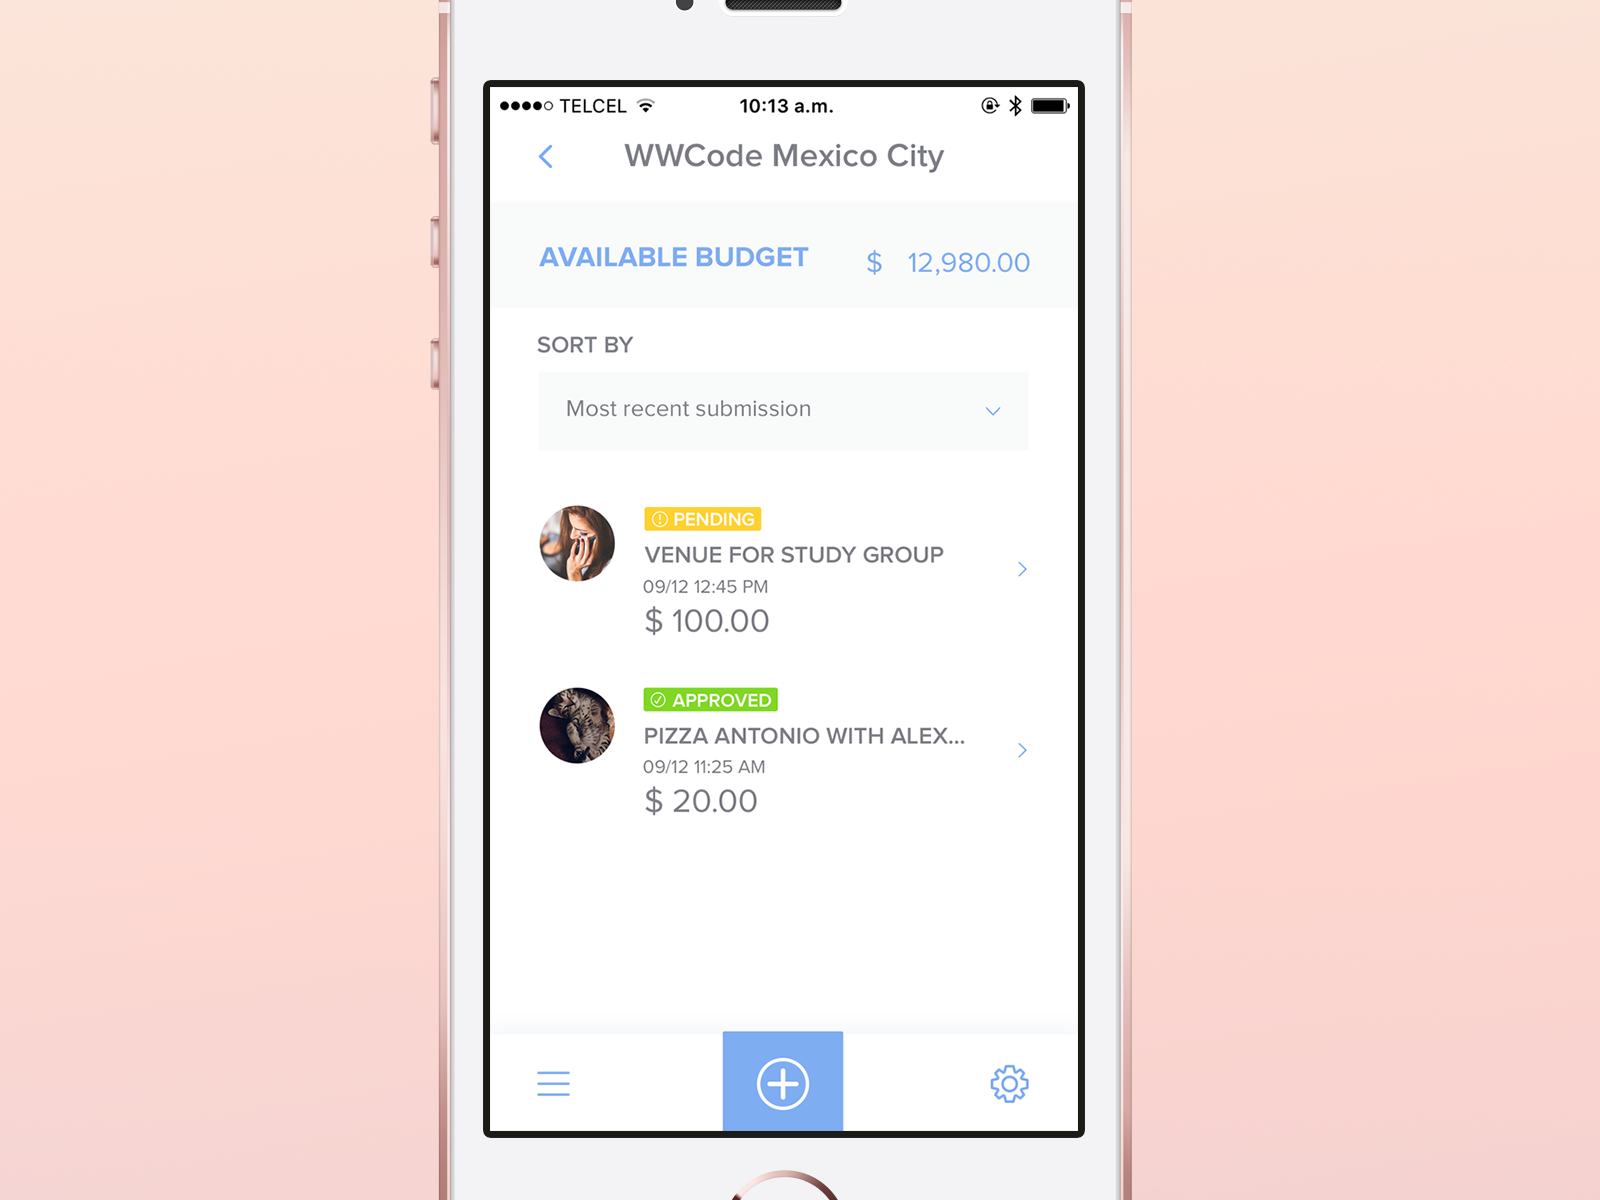 TELCEL 10:13 a.m.
WWCode Mexico City
AVAILABLE BUDGET $ 12,980.00
SORT BY
Most recent submission
PENDING
VENUE FOR STUDY GROUP
09/12 12:45 PM
$ 100.00
APPROVED
PIZZA ANTONIO WITH ALEX...
09/12 11:25 AM
$ 20.00